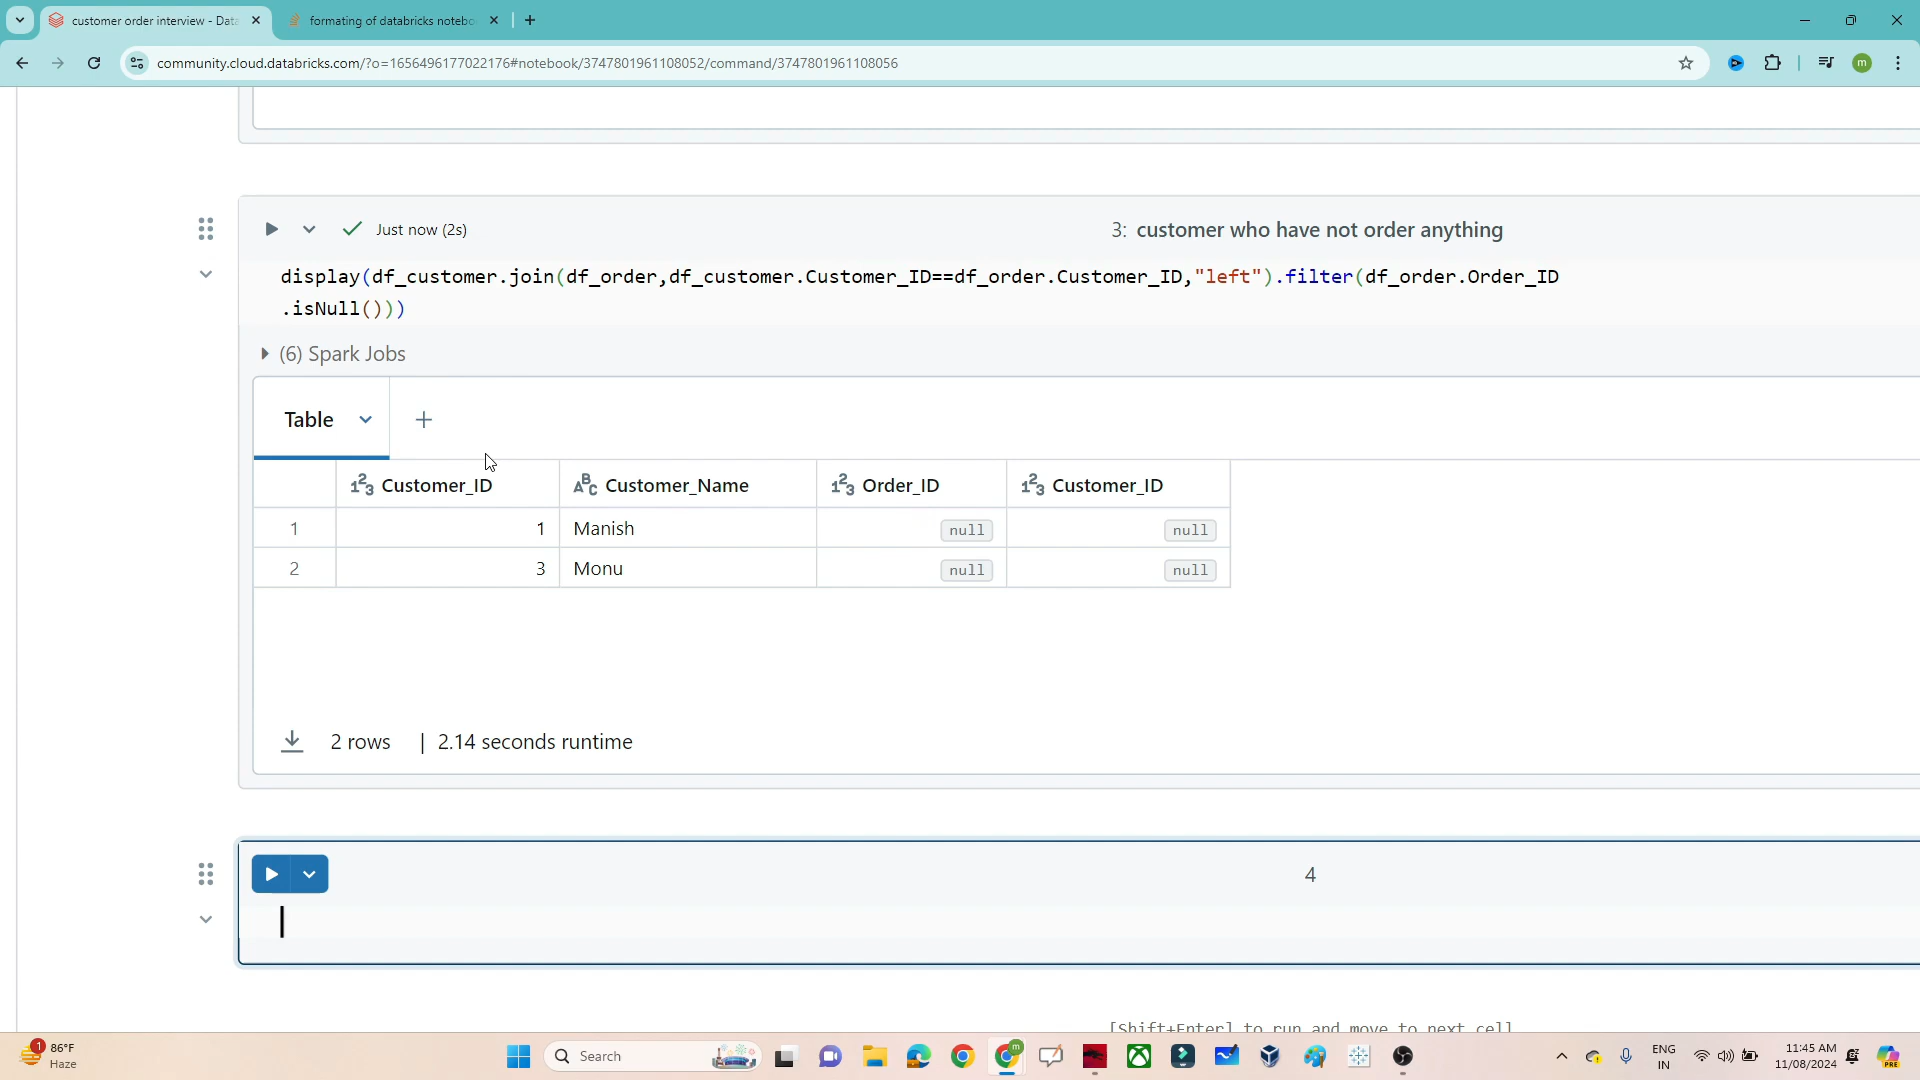 customer order interview - Data
formating of databricks notebo
community.cloud.databricks.com/?o=1656496177022176#notebook/3747801961108052/command/3747801961108056
m
Just now (2s)
3: customer who have not order anything
display(df_customer.join(df_order,df_customer.Customer_ID==df_order.Customer_ID,"left").filter(df_order.Order_ID
.isNull()))
(6) Spark Jobs
Table
Customer_ID Customer_Name Order_ID Customer_ID
1 1 Manish null null
2 3 Monu null null
2 rows | 2.14 seconds runtime
4
[Shift+Enter] to run and move to next cell
1
86°F
Haze
Search
m
ENG
IN
11:45 AM
11/08/2024
PRE